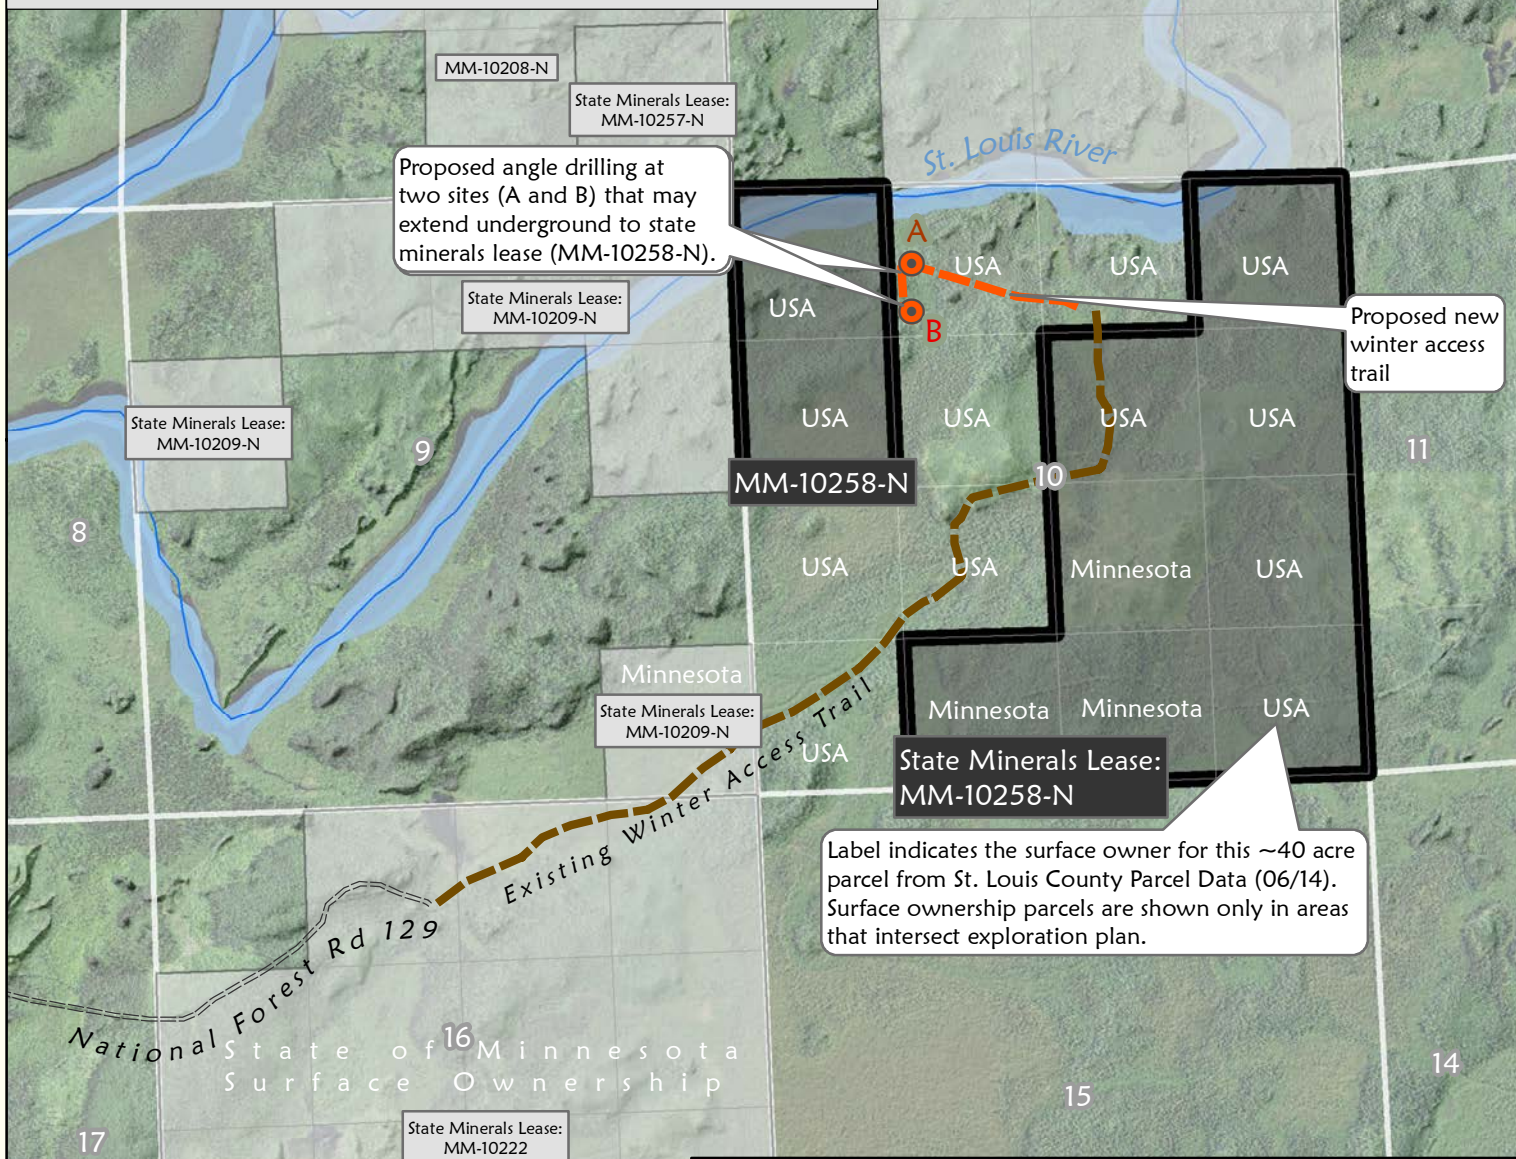 MM-10208-N
State Minerals Lease:
MM-10257-N
St. Louis River
Proposed angle drilling at
two sites (A and B) that may
extend underground to state
minerals lease (MM-10258-N).
A
USA
USA
USA
State Minerals Lease:
MM-10209-N
USA
B
Proposed new
winter access
trail
State Minerals Lease:
MM-10209-N
9
USA
USA
USA
USA
11
MM-10258-N
10
8
USA
USA
Minnesota
USA
Minnesota
State Minerals Lease:
MM-10209-N
Minnesota
Minnesota
USA
USA
State Minerals Lease:
MM-10258-N
Existing Winter Access Trail
Label indicates the surface owner for this ~40 acre
parcel from St. Louis County Parcel Data (06/14).
Surface ownership parcels are shown only in areas
that intersect exploration plan.
National Forest Rd 129
16
State of Minnesota
Surface Ownership
14
15
State Minerals Lease:
MM-10222
17